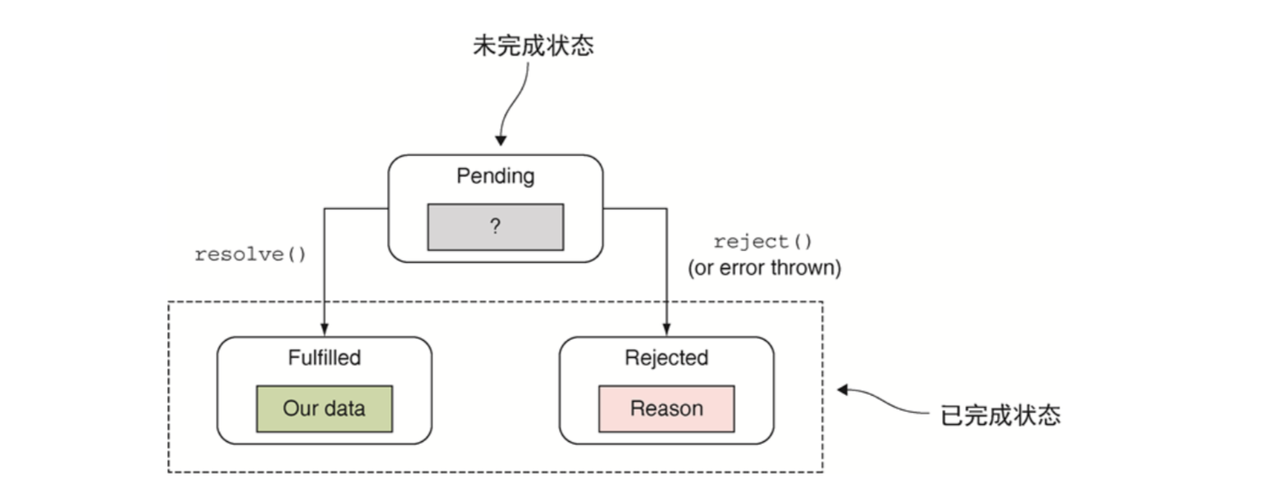 未完成状态
Pending
?
resolve()
reject()
(or error thrown)
Fulfilled
Our data
Rejected
Reason
已完成状态